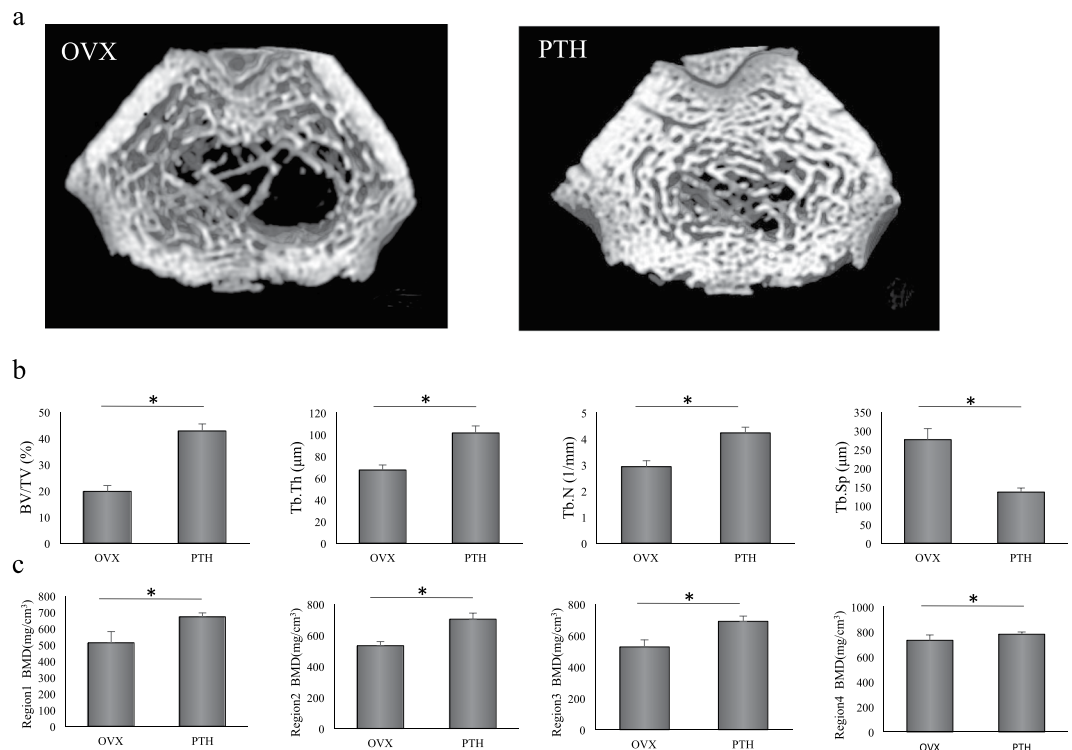 a
OVX
PTH
b
BV/TV (%)
50
40
30
20
10
0
*
OVX
PTH
Tb.Th (µm)
120
100
80
60
40
20
0
*
OVX
PTH
Tb.N (1/mm)
5
4
3
2
1
0
*
OVX
PTH
Tb.Sp (µm)
350
300
250
200
150
100
50
0
*
OVX
PTH
c
Region1 BMD(mg/cm³)
800
700
600
500
400
300
200
100
0
*
OVX
PTH
Region2 BMD(mg/cm³)
800
600
400
200
0
*
OVX
PTH
Region3 BMD(mg/cm³)
800
600
400
200
0
*
OVX
PTH
Region4 BMD(mg/cm³)
1000
800
600
400
200
0
*
OVX
PTH